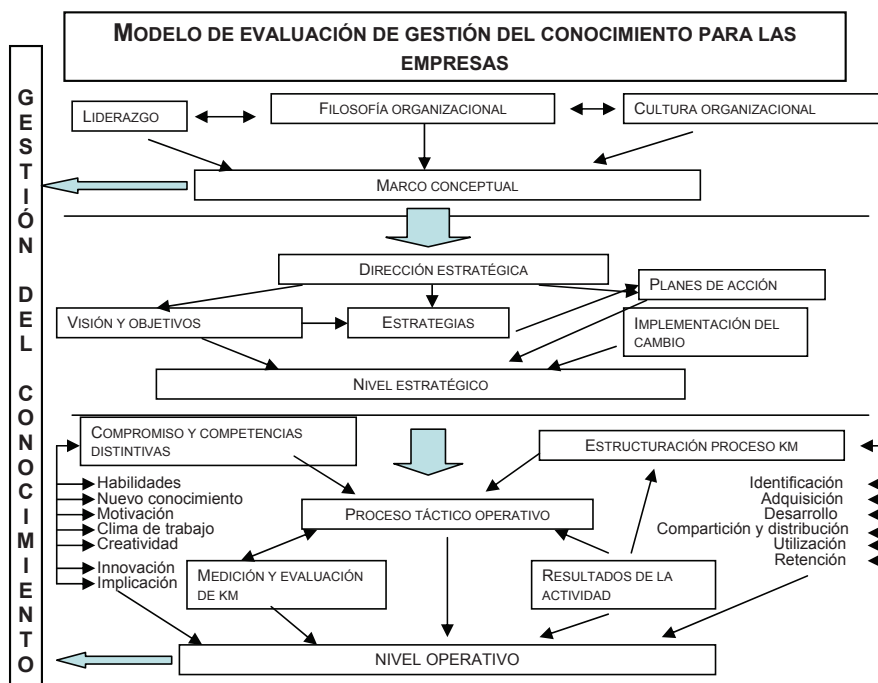 MODELO DE EVALUACIÓN DE GESTIÓN DEL CONOCIMIENTO PARA LAS
EMPRESAS
GESTIÓN DEL CONOCIMIENTO
LIDERAZGO
FILOSOFÍA ORGANIZACIONAL
CULTURA ORGANIZACIONAL
MARCO CONCEPTUAL
DIRECCIÓN ESTRATÉGICA
PLANES DE ACCIÓN
VISIÓN Y OBJETIVOS
ESTRATEGIAS
IMPLEMENTACIÓN DEL
CAMBIO
NIVEL ESTRATÉGICO
COMPROMISO Y COMPETENCIAS
DISTINTIVAS
ESTRUCTURACIÓN PROCESO KM
Habilidades
Nuevo conocimiento
Motivación
Clima de trabajo
Creatividad
Innovación
Implicación
Identificación
Adquisición
Desarrollo
Compartición y distribución
Utilización
Retención
PROCESO TÁCTICO OPERATIVO
MEDICIÓN Y EVALUACIÓN
DE KM
RESULTADOS DE LA
ACTIVIDAD
NIVEL OPERATIVO